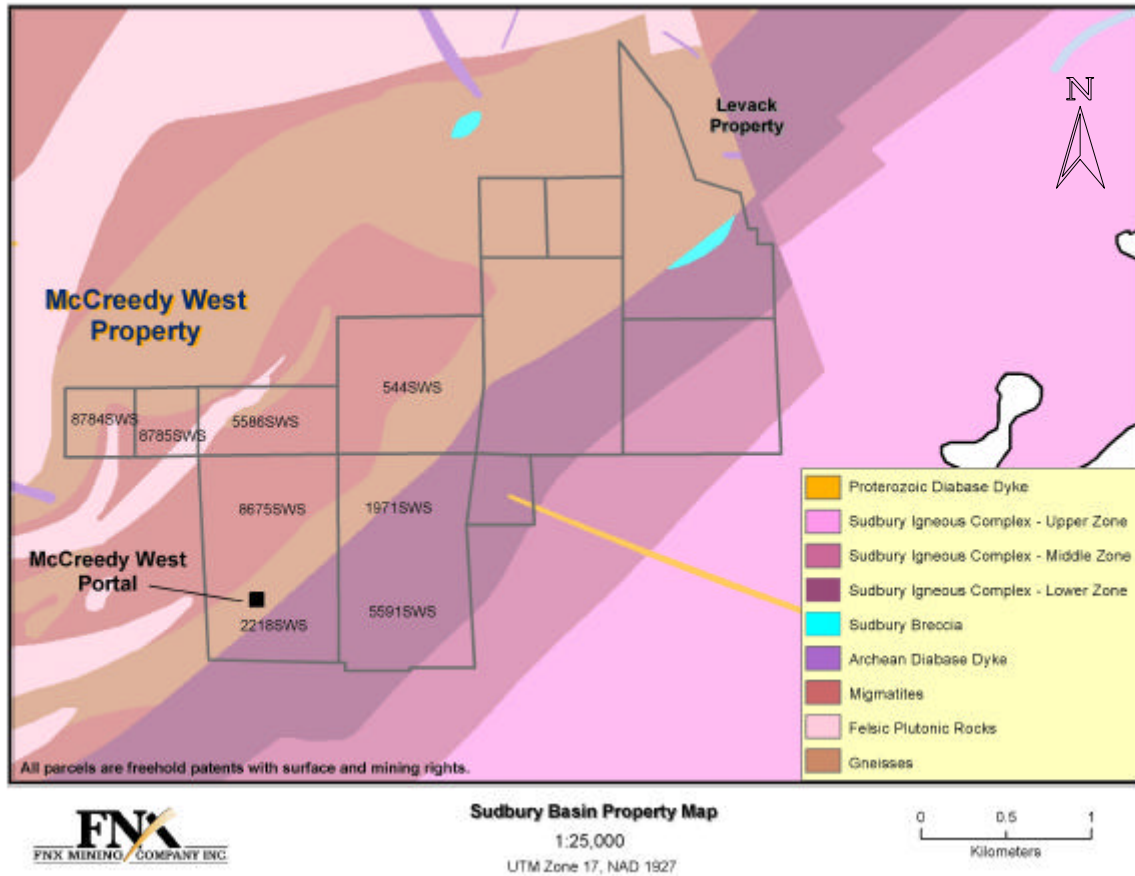 N
Levack
Property
McCreedy West
Property
544SWS
8784SWS
8785SWS
5586SWS
8675SWS
1971SWS
McCreedy West
Portal
2218SWS
5591SWS
Proterozoic Diabase Dyke
Sudbury Igneous Complex - Upper Zone
Sudbury Igneous Complex - Middle Zone
Sudbury Igneous Complex - Lower Zone
Sudbury Breccia
Archean Diabase Dyke
Migmatites
Felsic Plutonic Rocks
Gneisses
All parcels are freehold patents with surface and mining rights.
FNX
FNX MINING COMPANY INC.
Sudbury Basin Property Map
1:25,000
UTM Zone 17, NAD 1927
0 0.5 1
Kilometers